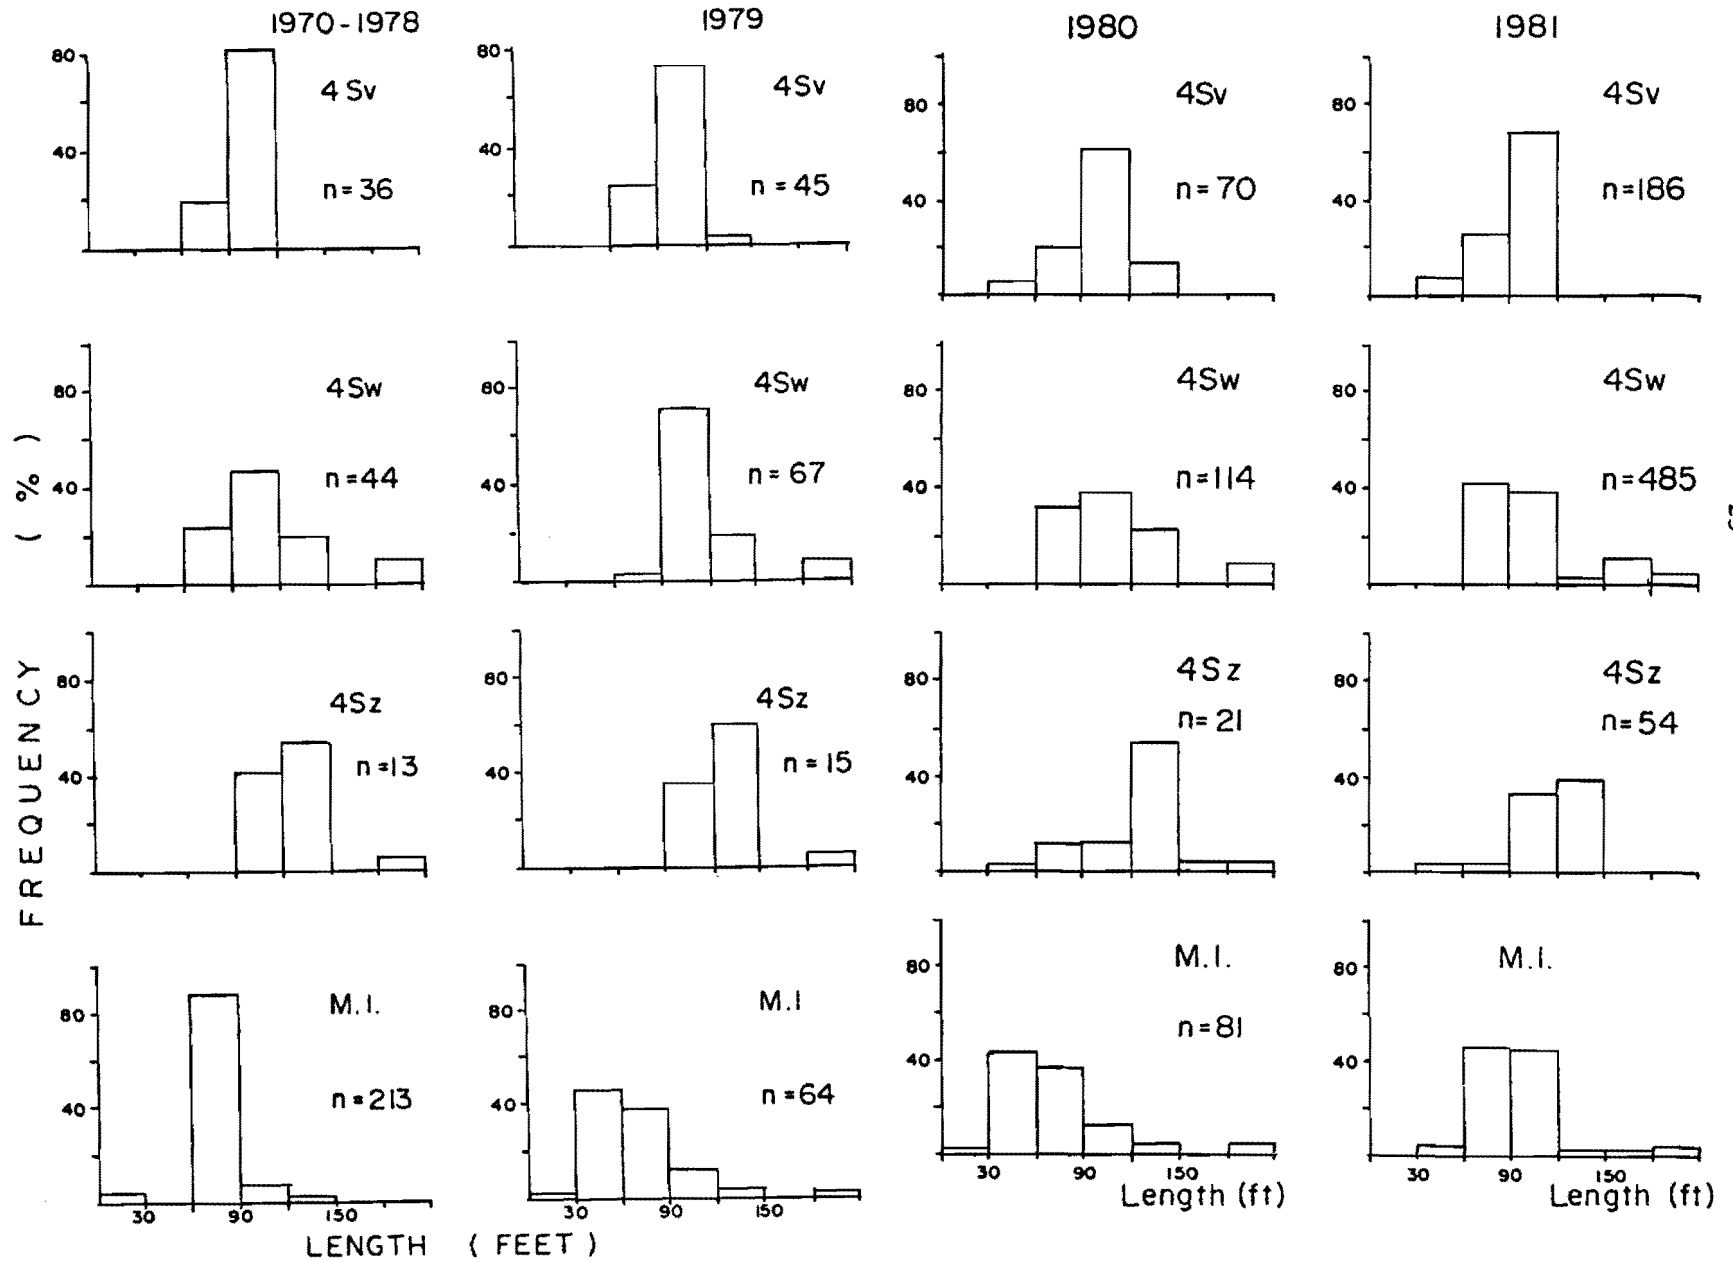 1970-1978
1979
1980
1981
80
40
4Sv
n=36
80
40
4Sv
n=45
80
40
4Sv
n=70
80
40
4Sv
n=186
80
40
4Sw
n=44
80
40
4Sw
n=67
80
40
4Sw
n=114
80
40
4Sw
n=485
80
40
4Sz
n=13
80
40
4Sz
n=15
80
40
4Sz
n=21
80
40
4Sz
n=54
80
40
M.I.
n=213
30 90 150
80
40
M.I
n=64
30 90 150
80
40
M.I.
n=81
30 90 150
Length (ft)
80
40
M.I.
30 90 150
Length (ft)
FREQUENCY (%)
LENGTH (FEET)